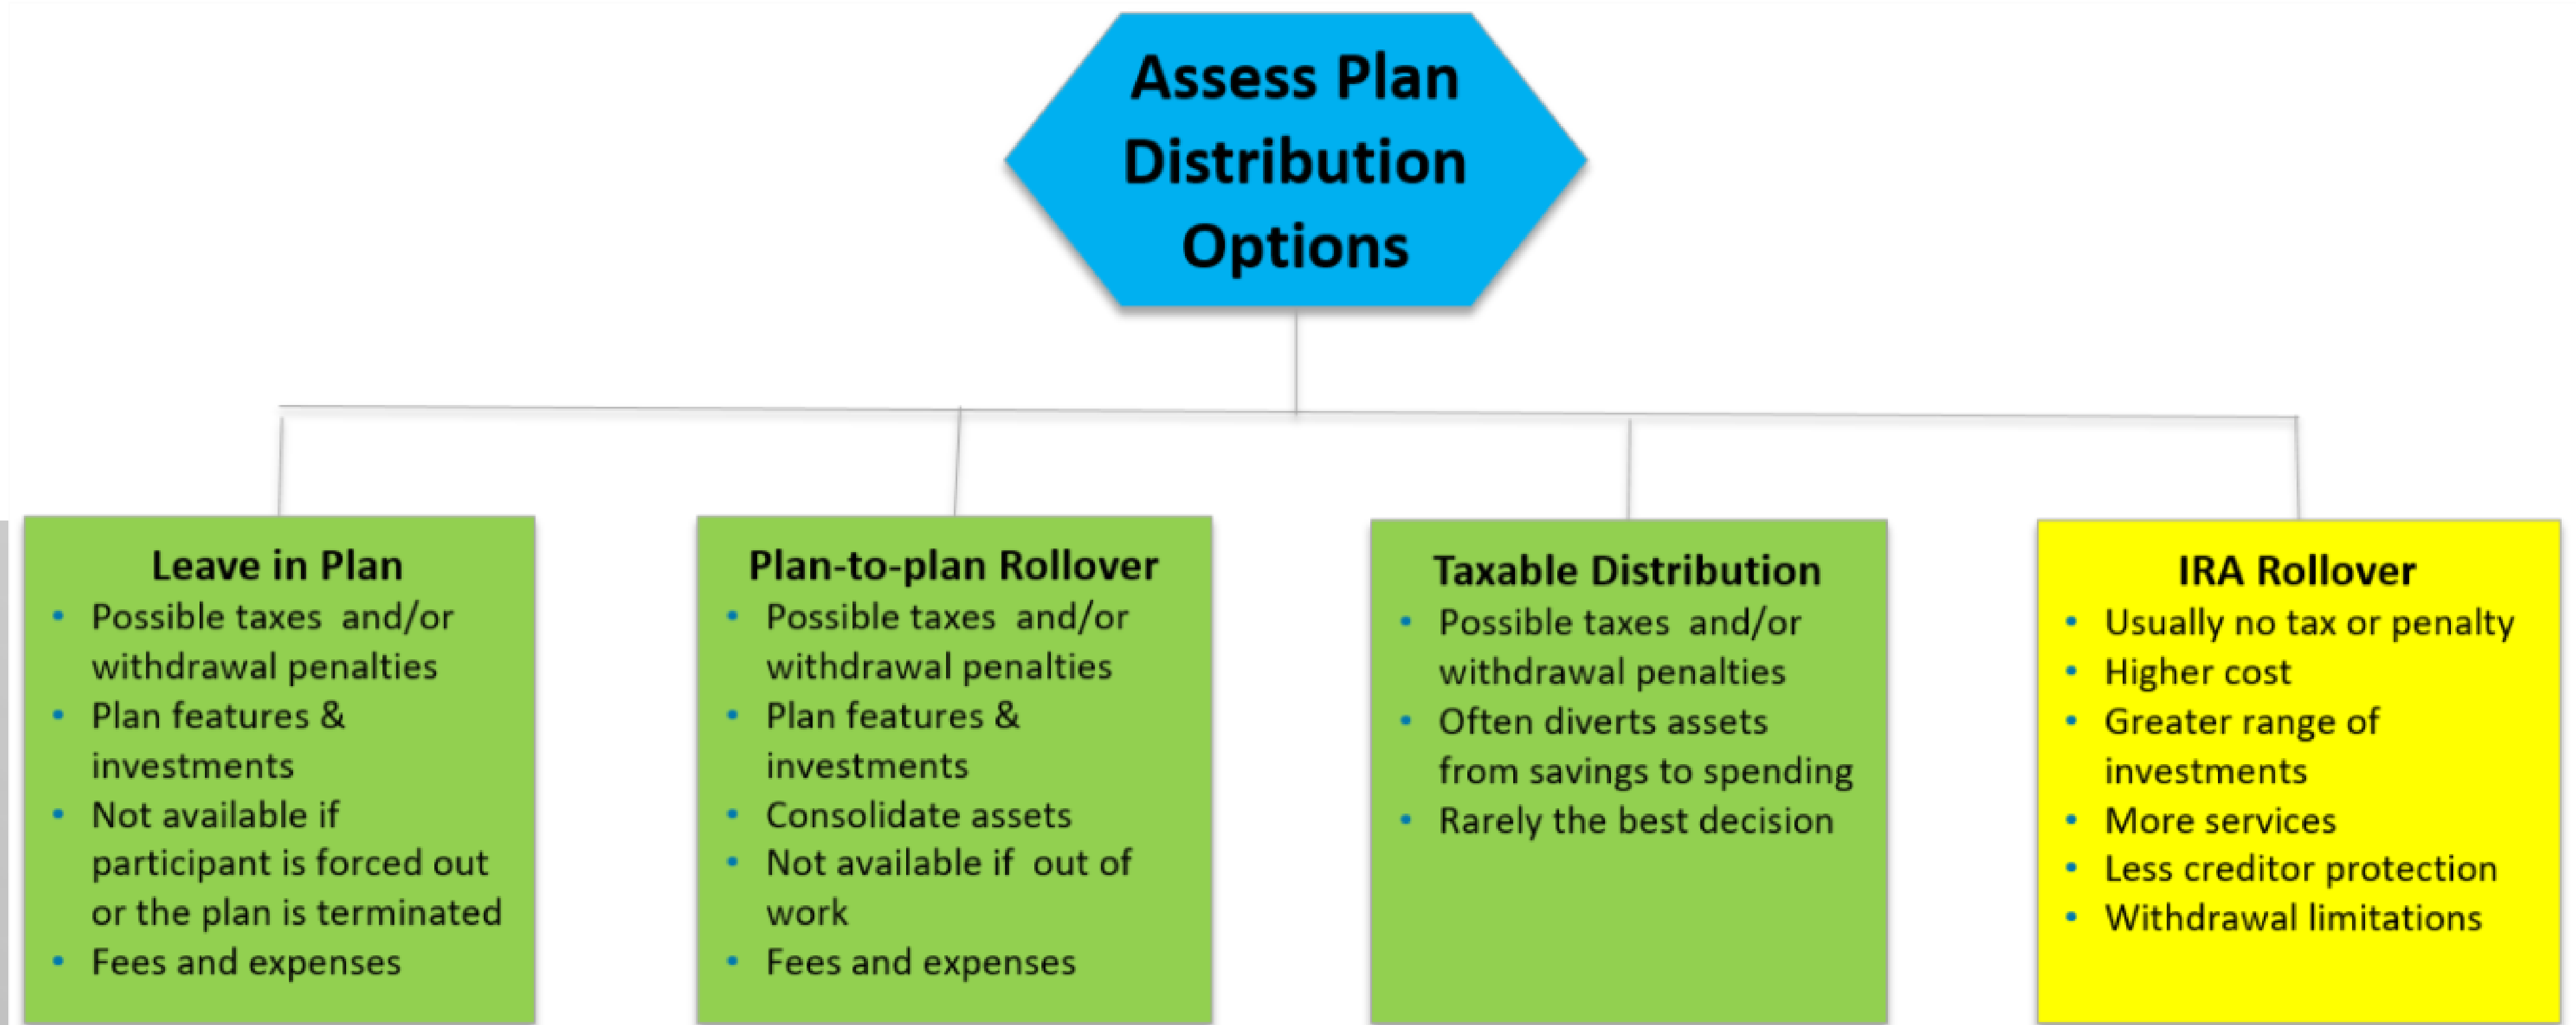 Assess Plan
Distribution
Options
Leave in Plan
• Possible taxes and/or
withdrawal penalties
• Plan features &
investments
• Not available if
participant is forced out
or the plan is terminated
• Fees and expenses
Plan-to-plan Rollover
• Possible taxes and/or
withdrawal penalties
• Plan features &
investments
• Consolidate assets
• Not available if out of
work
• Fees and expenses
Taxable Distribution
• Possible taxes and/or
withdrawal penalties
• Often diverts assets
from savings to spending
• Rarely the best decision
IRA Rollover
• Usually no tax or penalty
• Higher cost
• Greater range of
investments
• More services
• Less creditor protection
• Withdrawal limitations